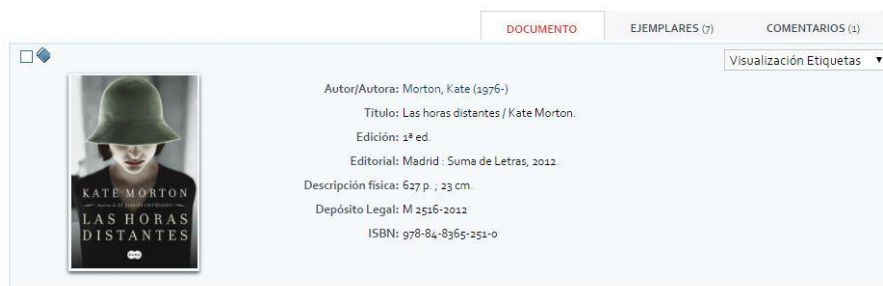 DOCUMENTO EJEMPLARES (7) COMENTARIOS (1)
Visualización Etiquetas
Autor/Autora: Morton, Kate (1976-)
Título: Las horas distantes / Kate Morton.
Edición: 1ª ed.
Editorial: Madrid : Suma de Letras, 2012.
Descripción física: 627 p. ; 23 cm.
Depósito Legal: M 2516-2012
ISBN: 978-84-8365-251-0
KATE MORTON
LAS HORAS
DISTANTES